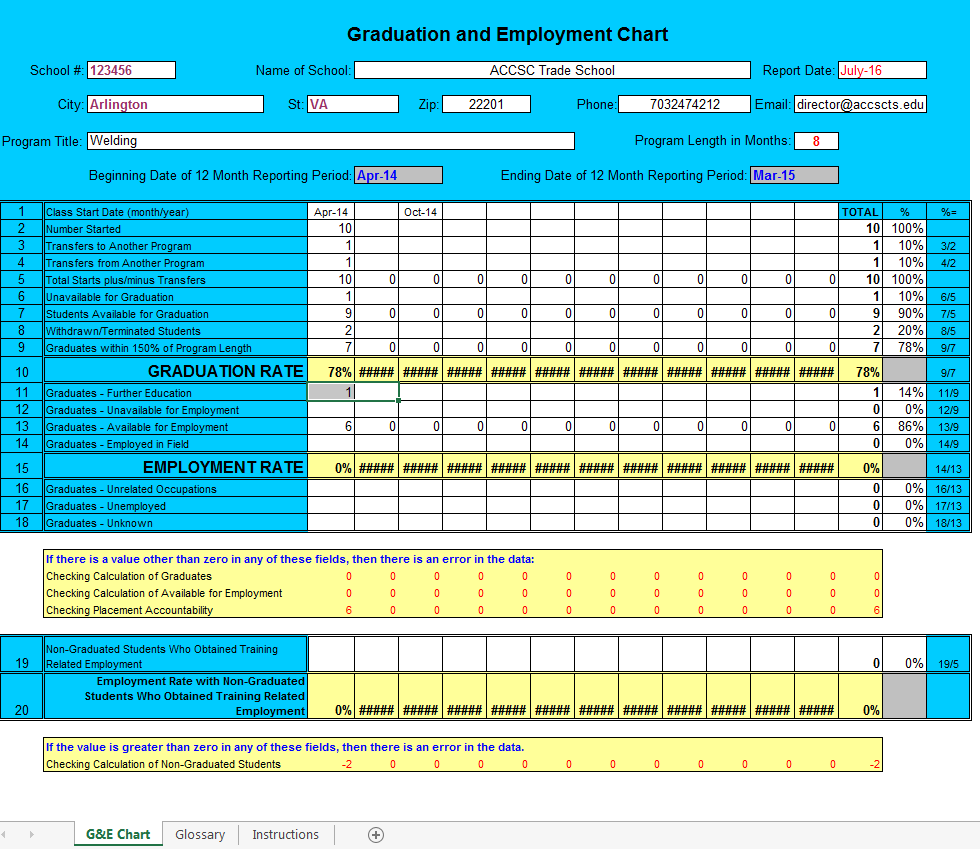 Graduation and Employment Chart
School #: 123456 Name of School: ACCSC Trade School Report Date: July-16
City: Arlington St: VA Zip: 22201 Phone: 7032474212 Email: director@accscts.edu
Program Title: Welding Program Length in Months: 8
Beginning Date of 12 Month Reporting Period: Apr-14 Ending Date of 12 Month Reporting Period: Mar-15
1 Class Start Date (month/year) Apr-14 Oct-14 TOTAL % %=
2 Number Started 10 10 100%
3 Transfers to Another Program 1 1 10% 3/2
4 Transfers from Another Program 1 1 10% 4/2
5 Total Starts plus/minus Transfers 10 0 0 0 0 0 0 0 0 0 0 0 10 100%
6 Unavailable for Graduation 1 1 10% 6/5
7 Students Available for Graduation 9 0 0 0 0 0 0 0 0 0 0 0 9 90% 7/5
8 Withdrawn/Terminated Students 2 2 20% 8/5
9 Graduates within 150% of Program Length 7 0 0 0 0 0 0 0 0 0 0 0 7 78% 9/7
10 GRADUATION RATE 78% ##### ##### ##### ##### ##### ##### ##### ##### ##### ##### ##### 78% 9/7
11 Graduates - Further Education 1 1 14% 11/9
12 Graduates - Unavailable for Employment 0 0% 12/9
13 Graduates - Available for Employment 6 0 0 0 0 0 0 0 0 0 0 0 6 86% 13/9
14 Graduates - Employed in Field 0 0% 14/9
15 EMPLOYMENT RATE 0% ##### ##### ##### ##### ##### ##### ##### ##### ##### ##### ##### 0% 14/13
16 Graduates - Unrelated Occupations 0 0% 16/13
17 Graduates - Unemployed 0 0% 17/13
18 Graduates - Unknown 0 0% 18/13
If there is a value other than zero in any of these fields, then there is an error in the data:
Checking Calculation of Graduates 0 0 0 0 0 0 0 0 0 0 0 0 0
Checking Calculation of Available for Employment 0 0 0 0 0 0 0 0 0 0 0 0 0
Checking Placement Accountability 6 0 0 0 0 0 0 0 0 0 0 0 6
Non-Graduated Students Who Obtained Training
19 Related Employment 0 0% 19/5
Employment Rate with Non-Graduated
Students Who Obtained Training Related
20 Employment 0% ##### ##### ##### ##### ##### ##### ##### ##### ##### ##### ##### 0%
If the value is greater than zero in any of these fields, then there is an error in the data.
Checking Calculation of Non-Graduated Students -2 0 0 0 0 0 0 0 0 0 0 0 -2
G&E Chart Glossary Instructions